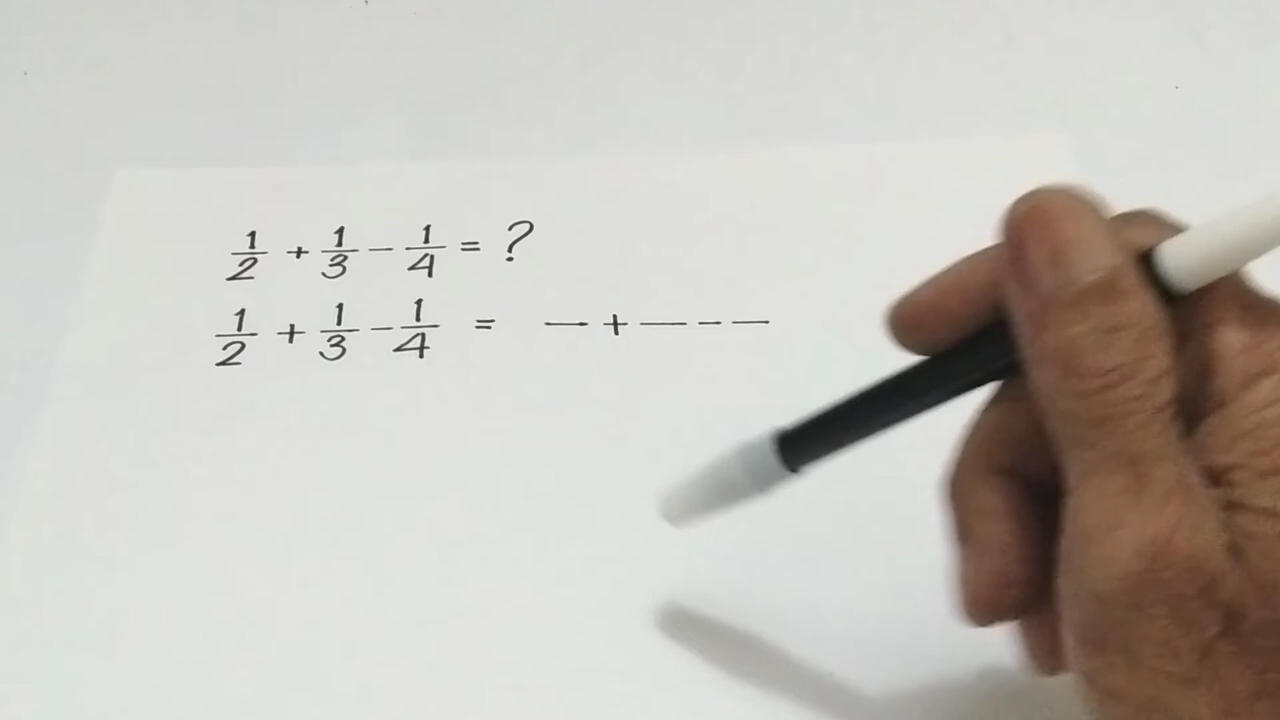 1/2 + 1/3 - 1/4 = ?
1/2 + 1/3 - 1/4 = — + — - —